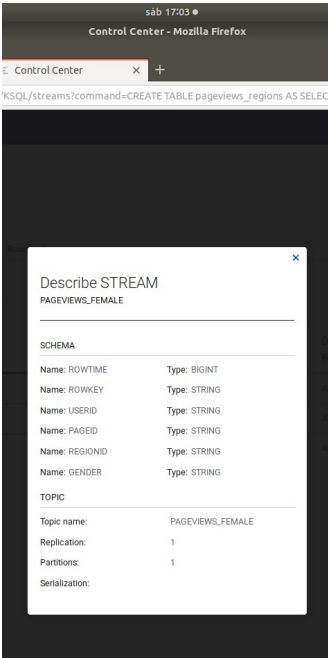 sáb 17:03
Control Center - Mozilla Firefox
Control Center × +
/KSQL/streams?command=CREATE TABLE pageviews_regions AS SELEC
×
Describe STREAM
PAGEVIEWS_FEMALE
SCHEMA
Name: ROWTIME Type: BIGINT
Name: ROWKEY Type: STRING
Name: USERID Type: STRING
Name: PAGEID Type: STRING
Name: REGIONID Type: STRING
Name: GENDER Type: STRING
TOPIC
Topic name: PAGEVIEWS_FEMALE
Replication: 1
Partitions: 1
Serialization: